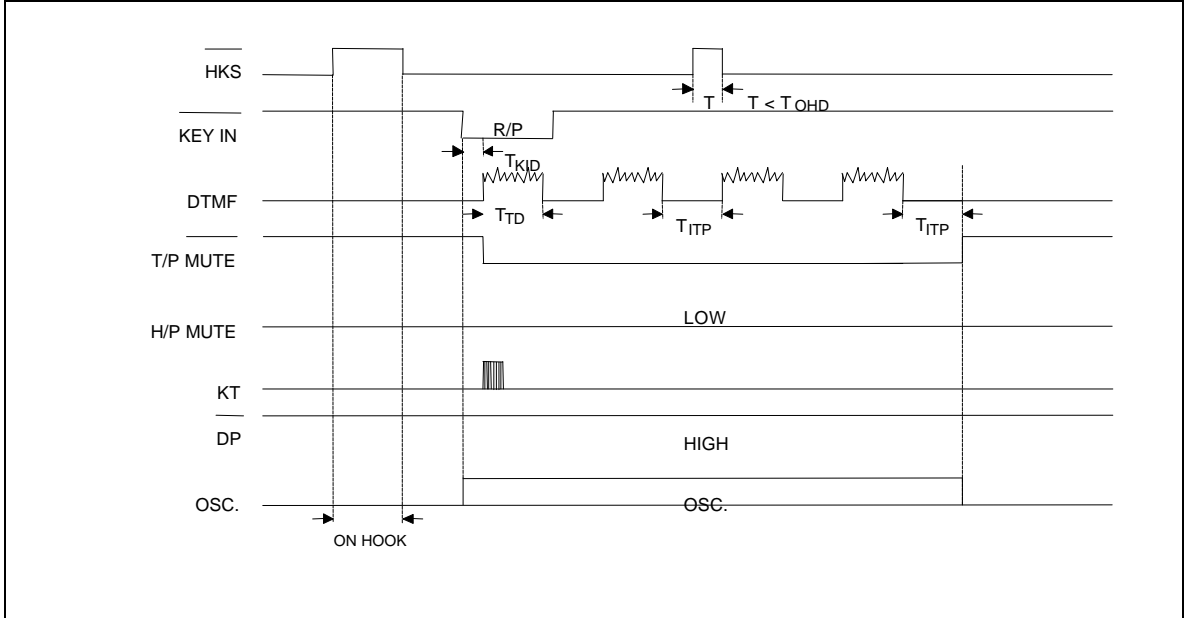 HKS
T T < TOHD
KEY IN
R/P
TKID
DTMF
TTD
TITP
TITP
T/P MUTE
LOW
H/P MUTE
KT
DP
HIGH
OSC.
OSC.
ON HOOK